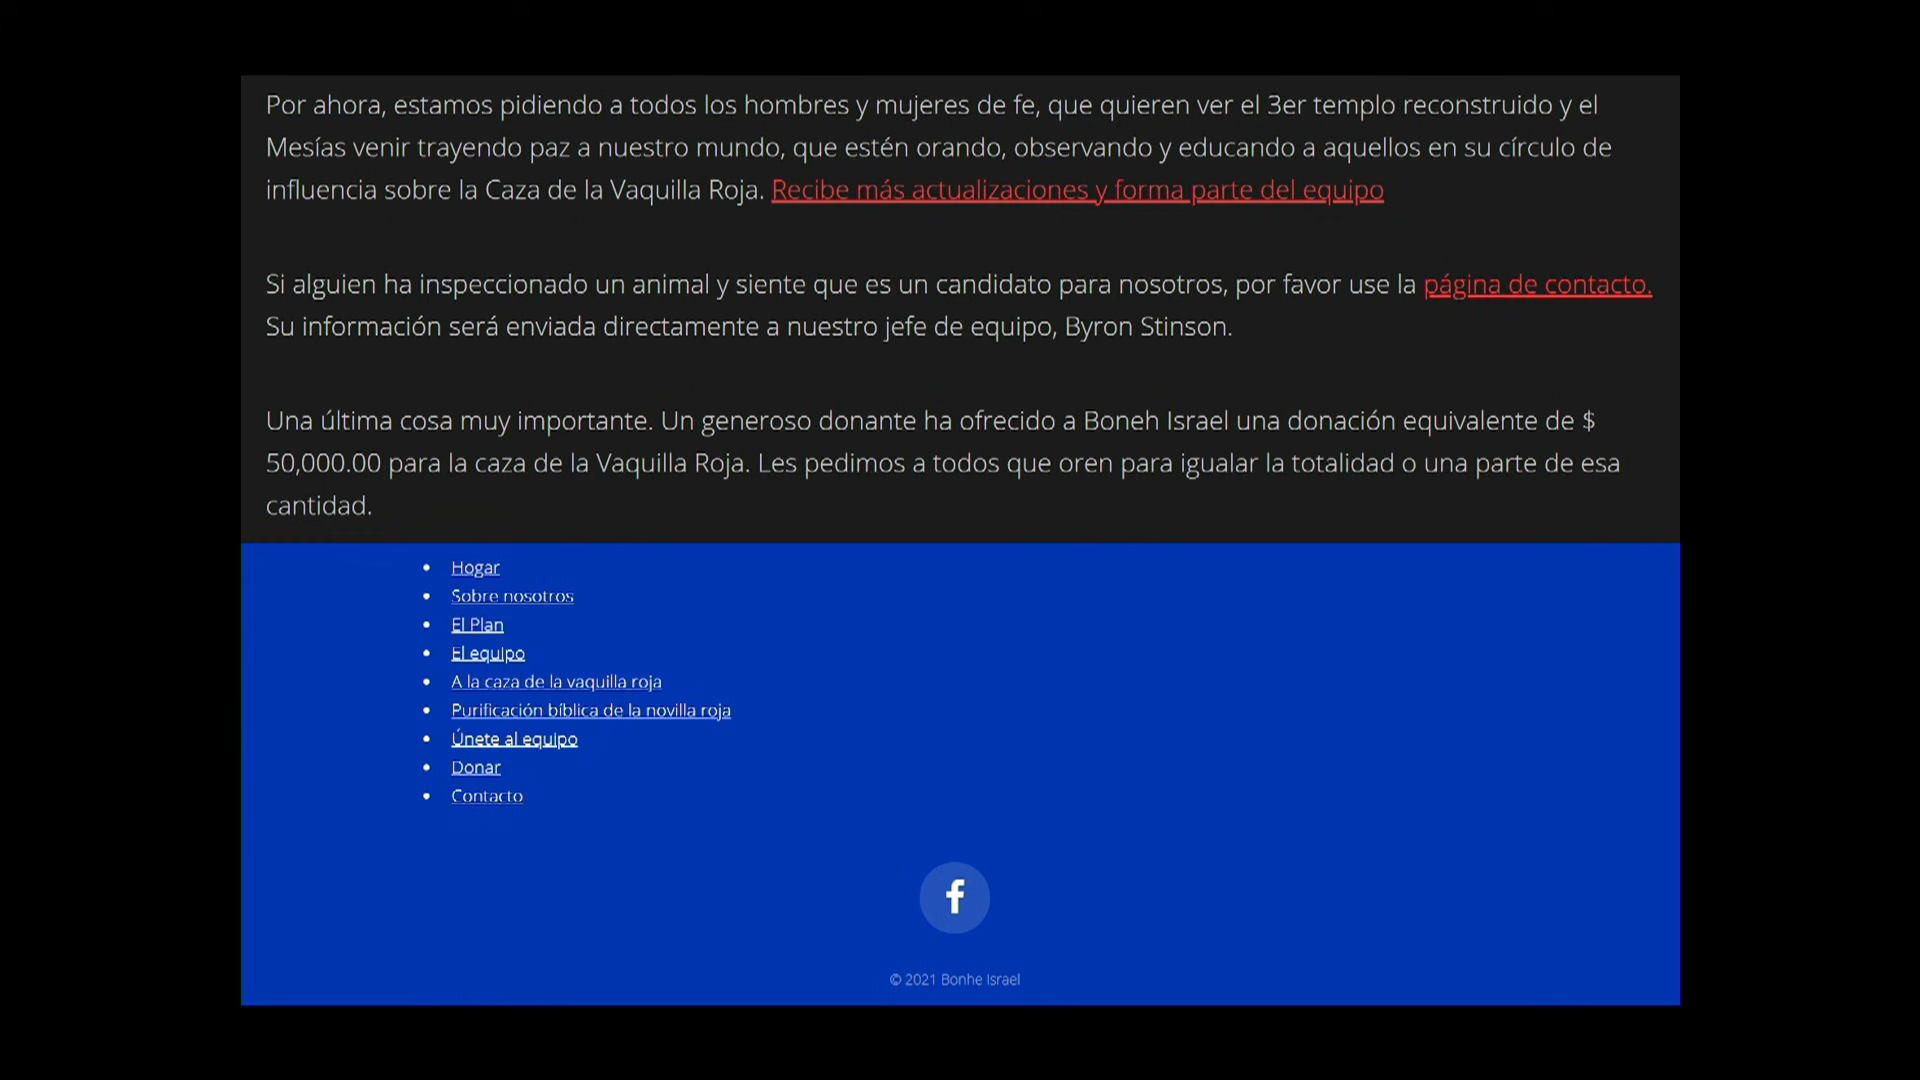 Por ahora, estamos pidiendo a todos los hombres y mujeres de fe, que quieren ver el 3er templo reconstruido y el
Mesías venir trayendo paz a nuestro mundo, que estén orando, observando y educando a aquellos en su círculo de
influencia sobre la Caza de la Vaquilla Roja. Recibe más actualizaciones y forma parte del equipo
Si alguien ha inspeccionado un animal y siente que es un candidato para nosotros, por favor use la página de contacto.
Su información será enviada directamente a nuestro jefe de equipo, Byron Stinson.
Una última cosa muy importante. Un generoso donante ha ofrecido a Boneh Israel una donación equivalente de $
50,000.00 para la caza de la Vaquilla Roja. Les pedimos a todos que oren para igualar la totalidad o una parte de esa
cantidad.
• Hogar
• Sobre nosotros
• El Plan
• El equipo
• A la caza de la vaquilla roja
• Purificación bíblica de la novilla roja
• Únete al equipo
• Donar
• Contacto
f
© 2021 Bonhe Israel